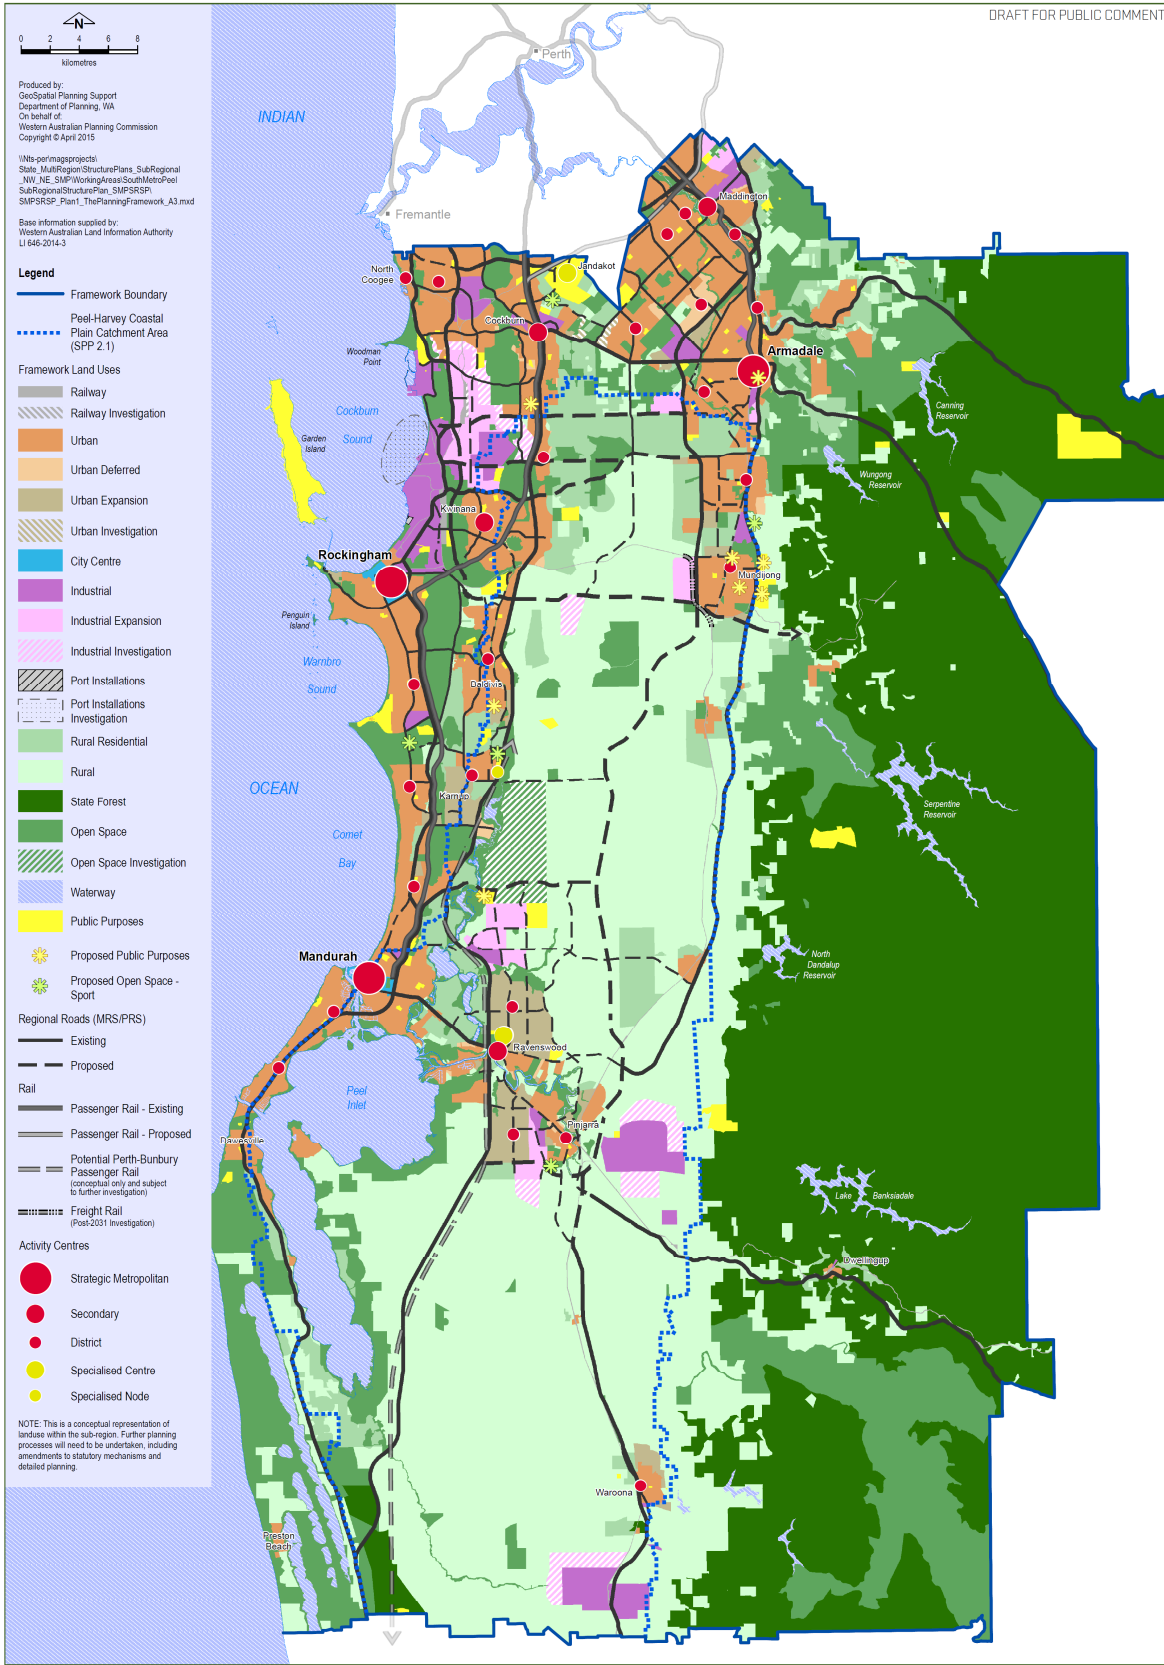 DRAFT FOR PUBLIC COMMENT
N
0 2 4 6 8
kilometres
Produced by:
GeoSpatial Planning Support
Department of Planning, WA
On behalf of:
Western Australian Planning Commission
Copyright © April 2015
\\Nts-per\magsprojects\
State_MultiRegion\StructurePlans_SubRegional
_NW_NE_SMP\WorkingAreas\SouthMetroPeel
SubRegionalStructurePlan_SMPSRSP\
SMPSRSP_Plan1_ThePlanningFramework_A3.mxd
Base information supplied by:
Western Australian Land Information Authority
LI 646-2014-3
Legend
Framework Boundary
Peel-Harvey Coastal
Plain Catchment Area
(SPP 2.1)
Framework Land Uses
Railway
Railway Investigation
Urban
Urban Deferred
Urban Expansion
Urban Investigation
City Centre
Industrial
Industrial Expansion
Industrial Investigation
Port Installations
Port Installations
Investigation
Rural Residential
Rural
State Forest
Open Space
Open Space Investigation
Waterway
Public Purposes
Proposed Public Purposes
Proposed Open Space -
Sport
Regional Roads (MRS/PRS)
Existing
Proposed
Rail
Passenger Rail - Existing
Passenger Rail - Proposed
Potential Perth-Bunbury
Passenger Rail
(conceptual only and subject
to further investigation)
Freight Rail
(Post-2031 Investigation)
Activity Centres
Strategic Metropolitan
Secondary
District
Specialised Centre
Specialised Node
NOTE: This is a conceptual representation of
landuse within the sub-region. Further planning
processes will need to be undertaken, including
amendments to statutory mechanisms and
detailed planning.
Perth
INDIAN
Fremantle
Maddington
North
Coogee
Jandakot
Cockburn
Woodman
Point
Armadale
Canning
Reservoir
Cockburn
Sound
Garden
Island
Wungong
Reservoir
Kwinana
Rockingham
Mundijong
Penguin
Island
Warnbro
Sound
Baldivis
OCEAN
Karnup
Serpentine
Reservoir
Comet
Bay
Mandurah
North
Dandalup
Reservoir
Ravenswood
Peel
Inlet
Pinjarra
Dawesville
Lake Banksiadale
Dwellingup
Waroona
Preston
Beach